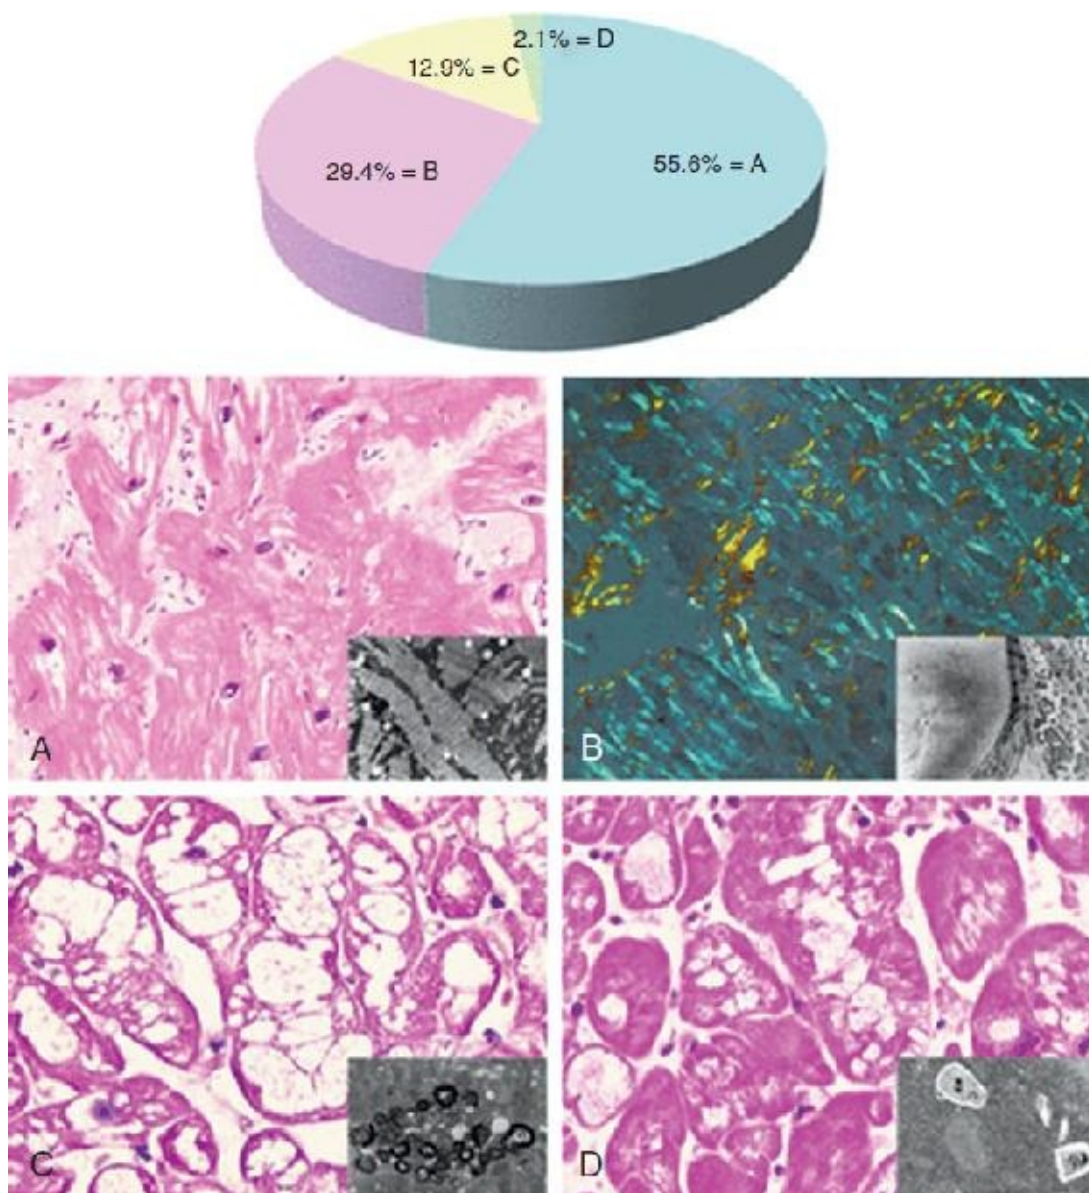 2.1% = D
12.9% = C
29.4% = B
55.6% = A
A
B
C
D